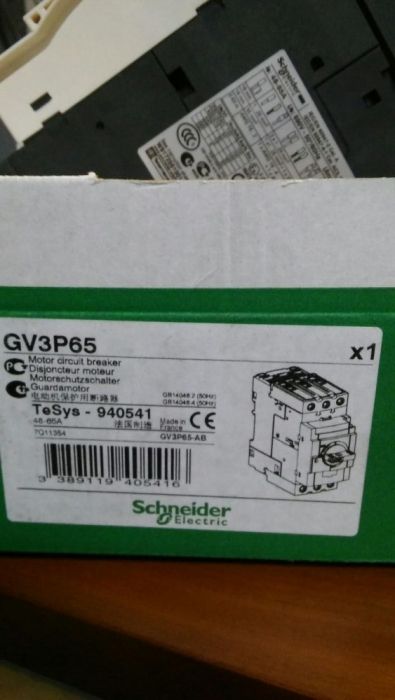 Schneider
GV3P65
x1
Motor circuit breaker
Disjoncteur moteur
Motorschutzschalter
Guardamotor
电动机保护用断路器
GB14048.2 (50Hz)
GB14048.4 (50Hz)
TeSys - 940541
48-65A
法国制造
Made in
France
CE
7Q11354
GV3P65-AB
3 389119 405416
Schneider
Electric